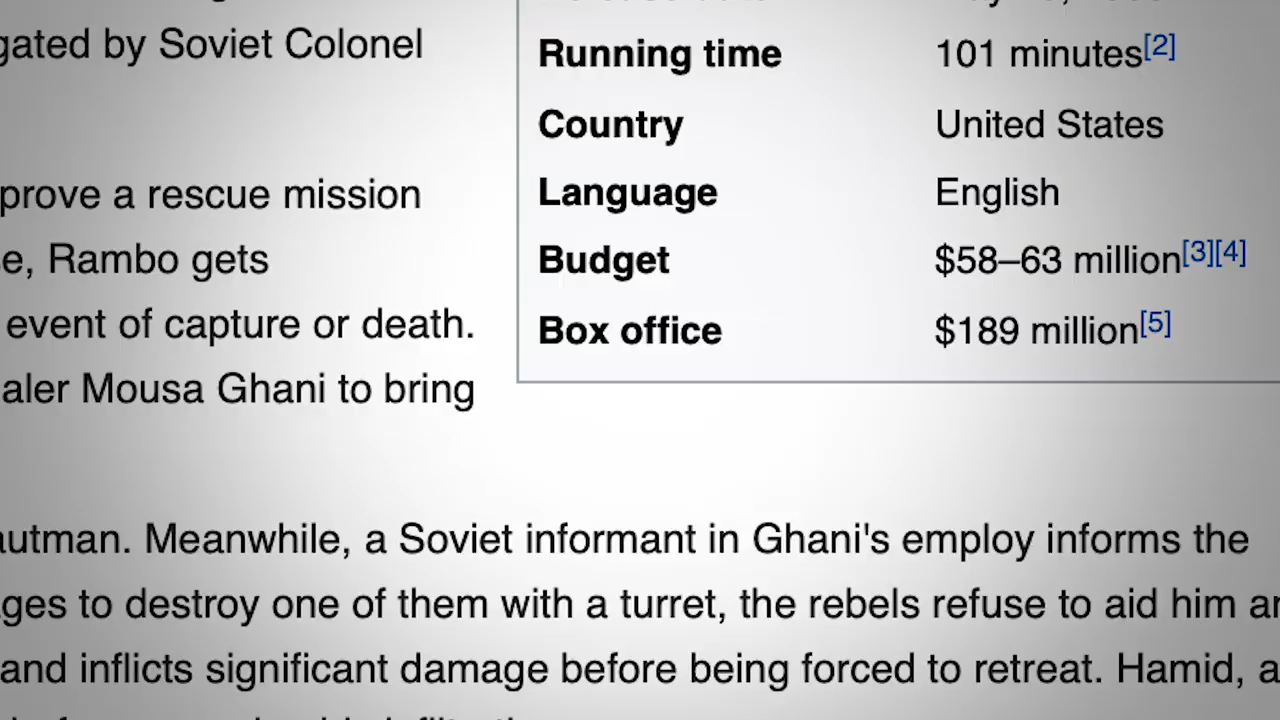 gated by Soviet Colonel
prove a rescue mission
e, Rambo gets
event of capture or death.
aler Mousa Ghani to bring
Running time 101 minutes[2]
Country United States
Language English
Budget $58–63 million[3][4]
Box office $189 million[5]
autman. Meanwhile, a Soviet informant in Ghani's employ informs the
ges to destroy one of them with a turret, the rebels refuse to aid him
and inflicts significant damage before being forced to retreat. Hamid, a